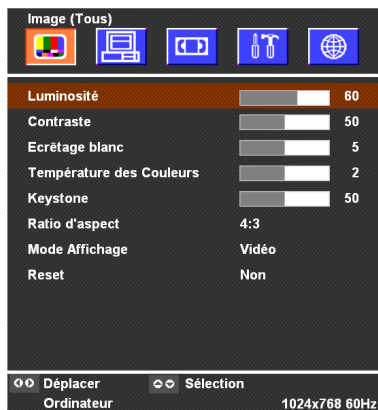 Image (Tous)
Luminosité 60
Contraste 50
Ecrêtage blanc 5
Température des Couleurs 2
Keystone 50
Ratio d'aspect 4:3
Mode Affichage Vidéo
Reset Non
Déplacer Sélection
Ordinateur 1024x768 60Hz